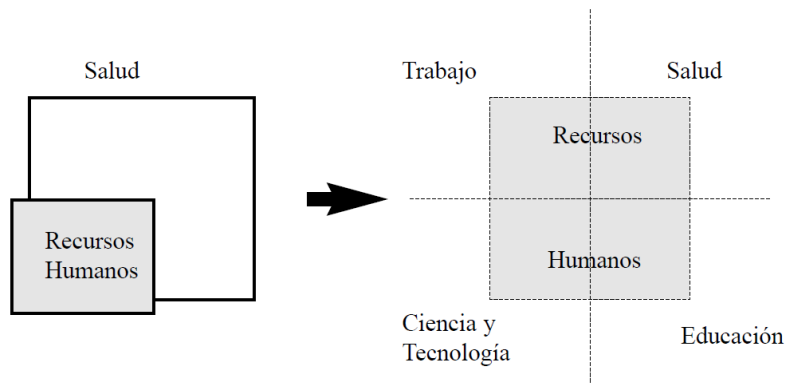 Salud
Recursos
Humanos
Trabajo
Salud
Recursos
Humanos
Ciencia y
Tecnología
Educación